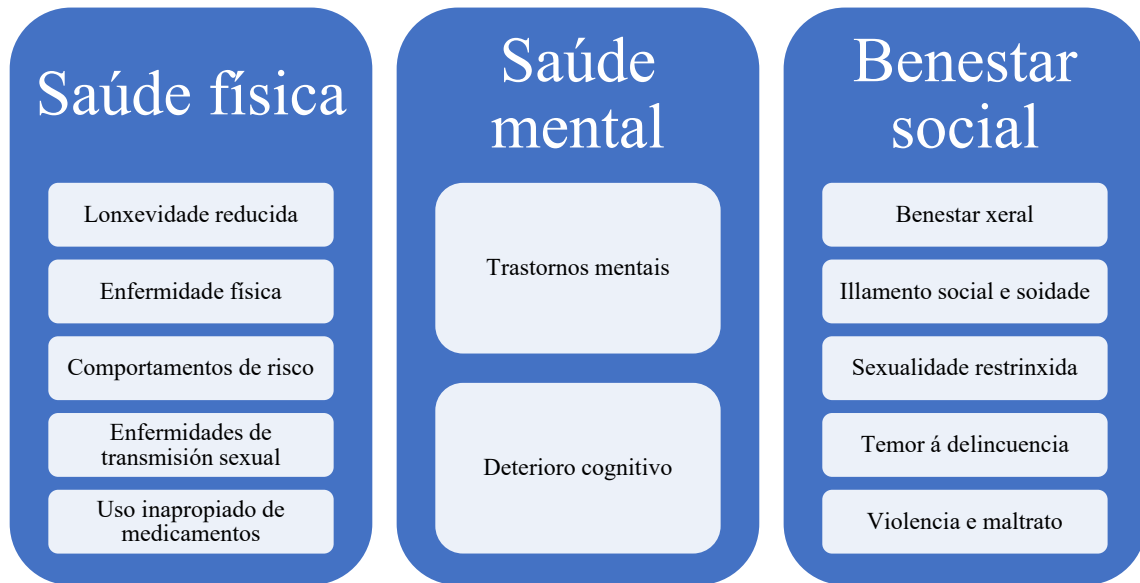 Saúde física
Lonxevidade reducida
Enfermidade física
Comportamentos de risco
Enfermidades de
transmisión sexual
Uso inapropiado de
medicamentos
Saúde
mental
Trastornos mentais
Deterioro cognitivo
Benestar
social
Benestar xeral
Illamento social e soidade
Sexualidade restrinxida
Temor á delincuencia
Violencia e maltrato